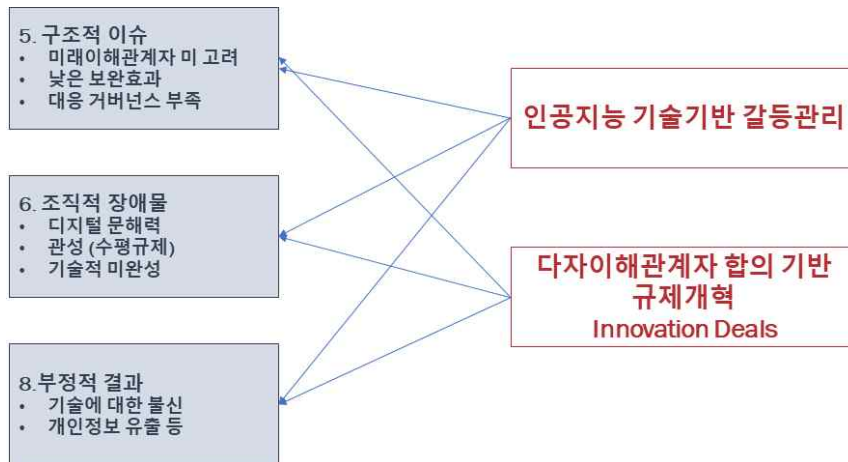 5. 구조적 이슈
• 미래이해관계자 미 고려
• 낮은 보완효과
• 대응 거버넌스 부족
6. 조직적 장애물
• 디지털 문해력
• 관성 (수평규제)
• 기술적 미완성
8.부정적 결과
• 기술에 대한 불신
• 개인정보 유출 등
인공지능 기술기반 갈등관리
다자이해관계자 합의 기반
규제개혁
Innovation Deals